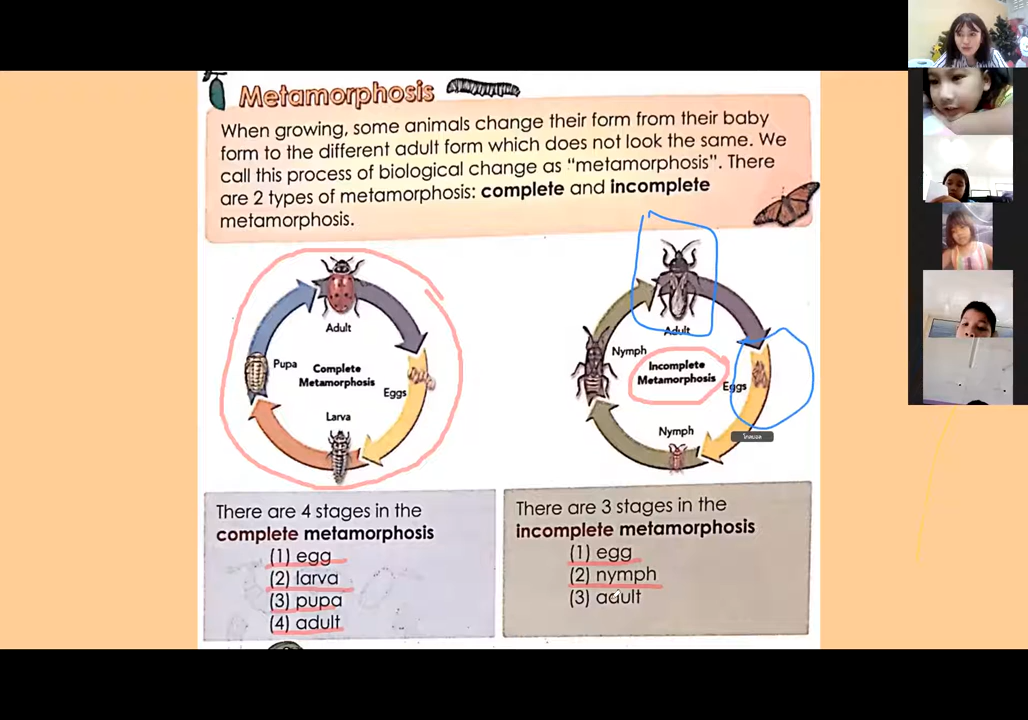 Metamorphosis
When growing, some animals change their form from their baby
form to the different adult form which does not look the same. We
call this process of biological change as "metamorphosis". There
are 2 types of metamorphosis: complete and incomplete
metamorphosis.
Adult
Pupa
Complete
Metamorphosis
Eggs
Larva
Adult
Nymph
Incomplete
Metamorphosis
Eggs
Nymph
There are 4 stages in the
complete metamorphosis
(1) egg
(2) larva
(3) pupa
(4) adult
There are 3 stages in the
incomplete metamorphosis
(1) egg
(2) nymph
(3) adult